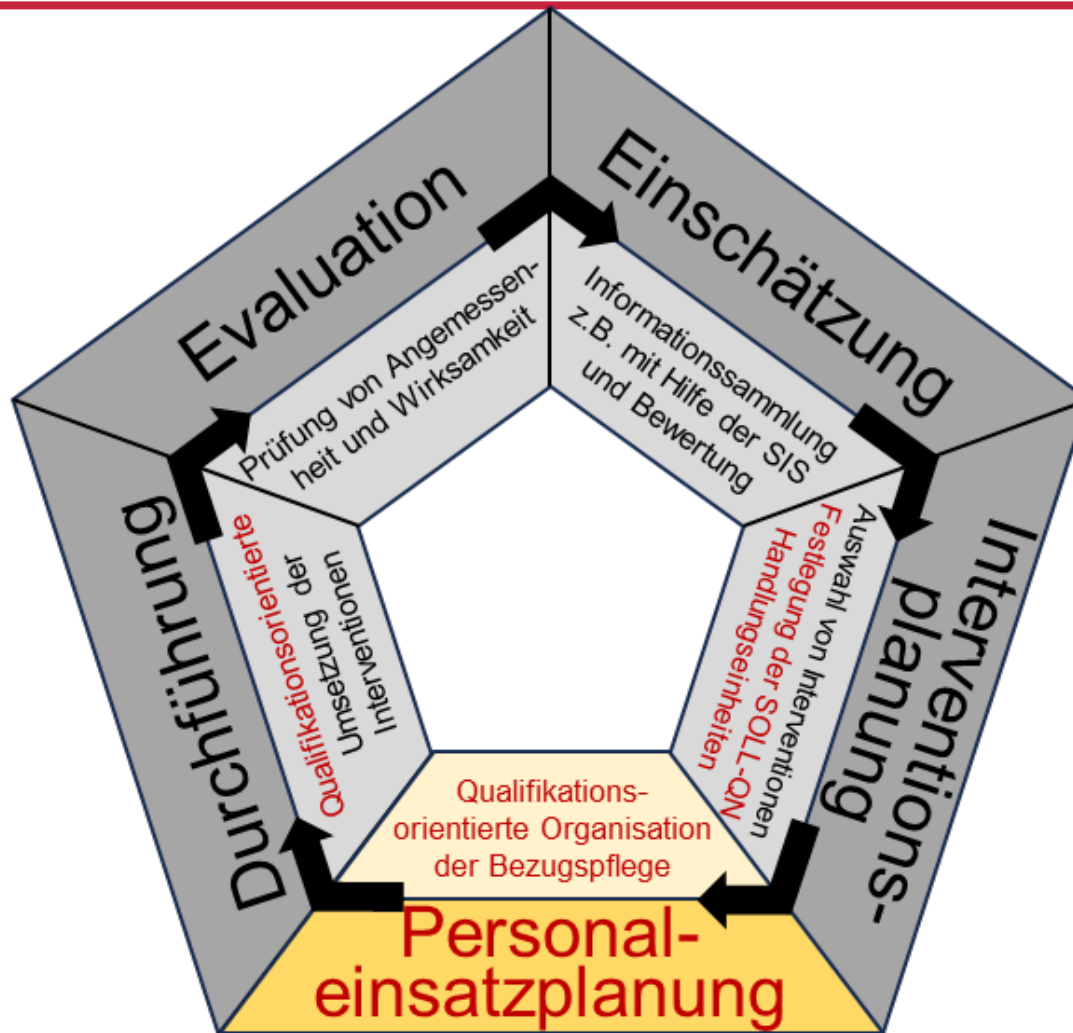 Einschätzung
Informationssammlung
z.B. mit Hilfe der SIS
und Bewertung
Interventions-
planung
Auswahl von Interventionen
Festlegung der SOLL-QN
Handlungseinheiten
Personal-
einsatzplanung
Qualifikations-
orientierte Organisation
der Bezugspflege
Durchführung
Qualifikationsorientierte
Umsetzung der
Interventionen
Evaluation
Prüfung von Angemessen-
heit und Wirksamkeit